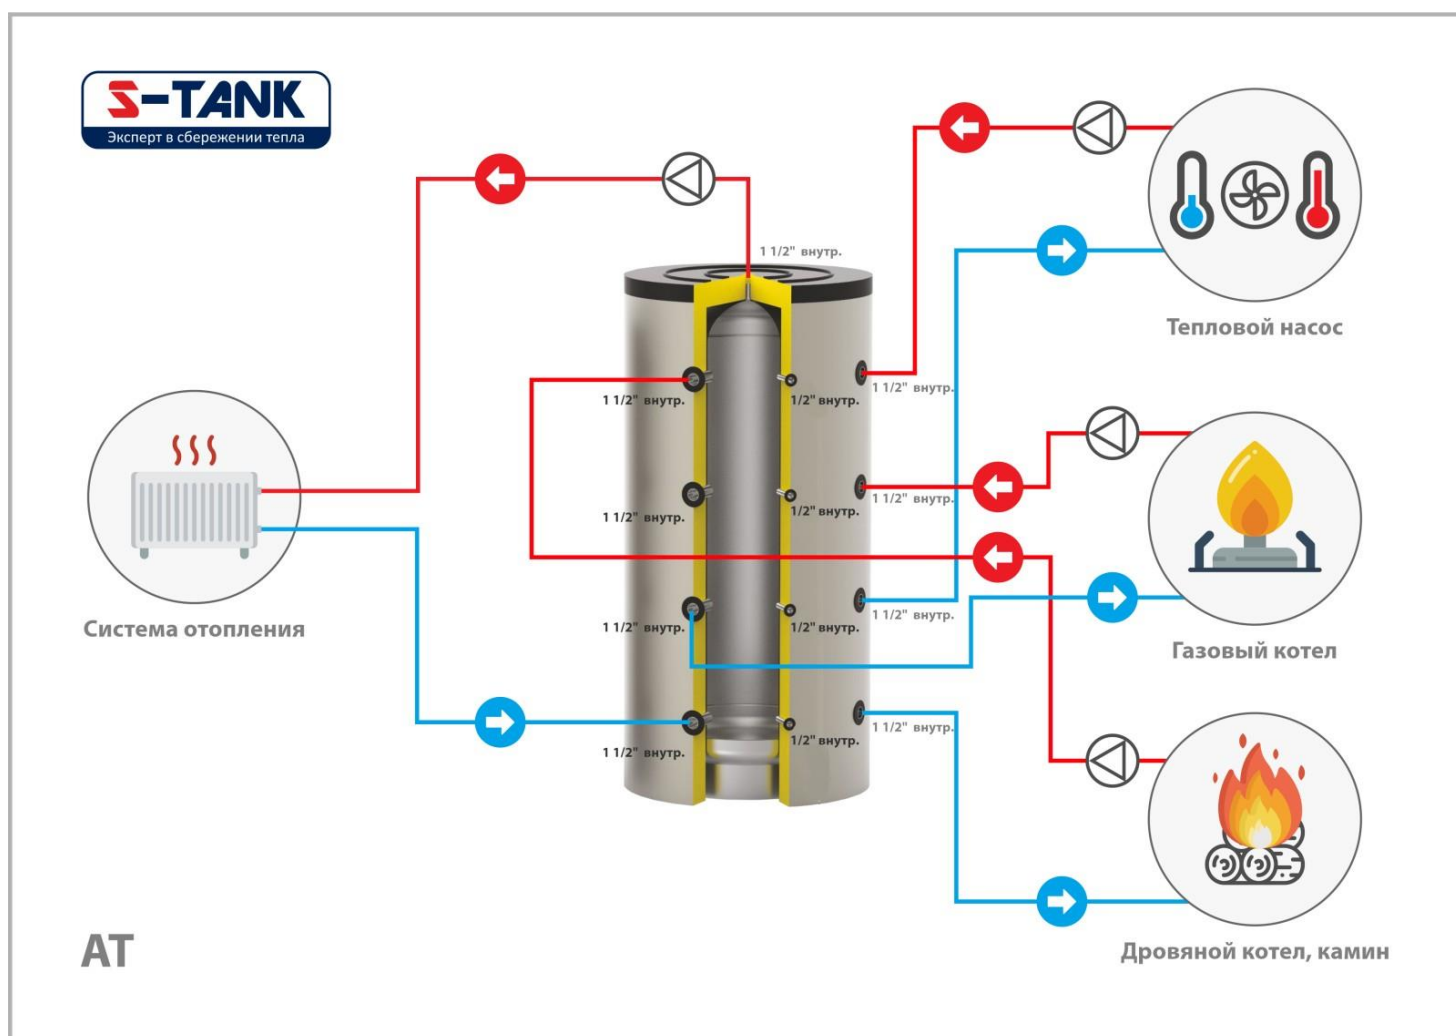 S-TANK
Эксперт в сбережении тепла
1 1/2" внутр.
Тепловой насос
1 1/2" внутр.
1/2" внутр.
1 1/2" внутр.
1 1/2" внутр.
1/2" внутр.
1 1/2" внутр.
Система отопления
1 1/2" внутр.
1/2" внутр.
1 1/2" внутр.
Газовый котел
1 1/2" внутр.
1/2" внутр.
1 1/2" внутр.
Дровяной котел, камин
АТ